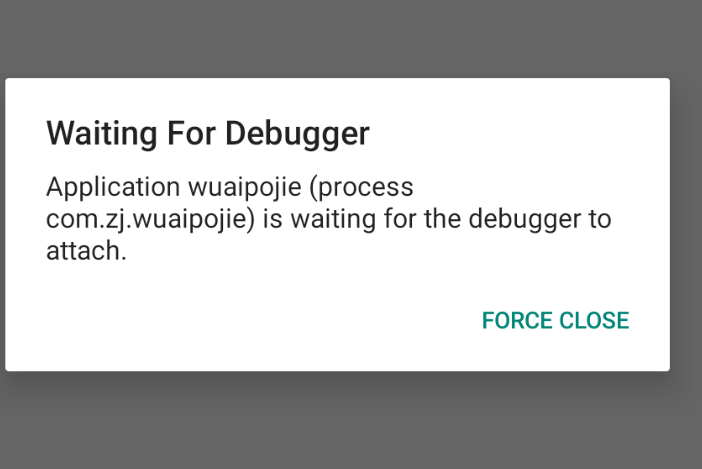 Waiting For Debugger
Application wuaipojie (process
com.zj.wuaipojie) is waiting for the debugger to
attach.
FORCE CLOSE